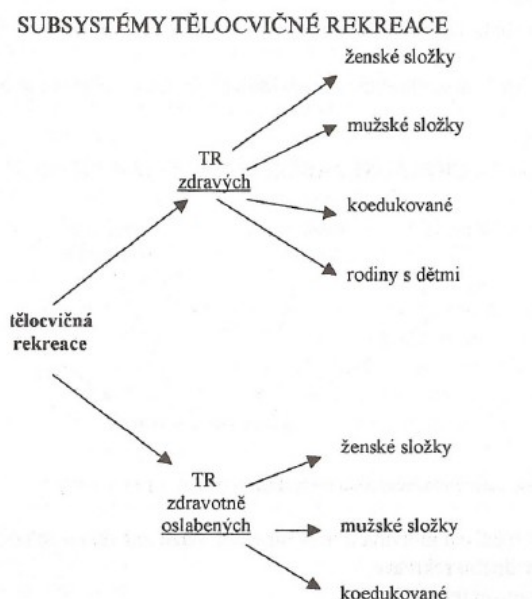 SUBSYSTÉMY TĚLOCVIČNÉ REKREACE
ženské složky
mužské složky
TR
zdravých
koedukované
rodiny s dětmi
tělocvičná
rekreace
ženské složky
TR
zdravotně
oslabených
mužské složky
koedukované